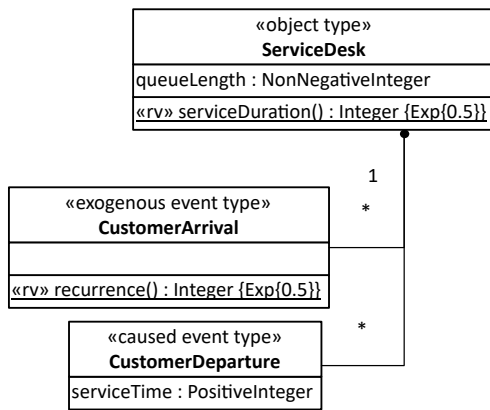 «object type»
ServiceDesk
queueLength : NonNegativeInteger
«rv» serviceDuration() : Integer {Exp{0.5}}
1
*
«exogenous event type»
CustomerArrival
«rv» recurrence() : Integer {Exp{0.5}}
*
«caused event type»
CustomerDeparture
serviceTime : PositiveInteger